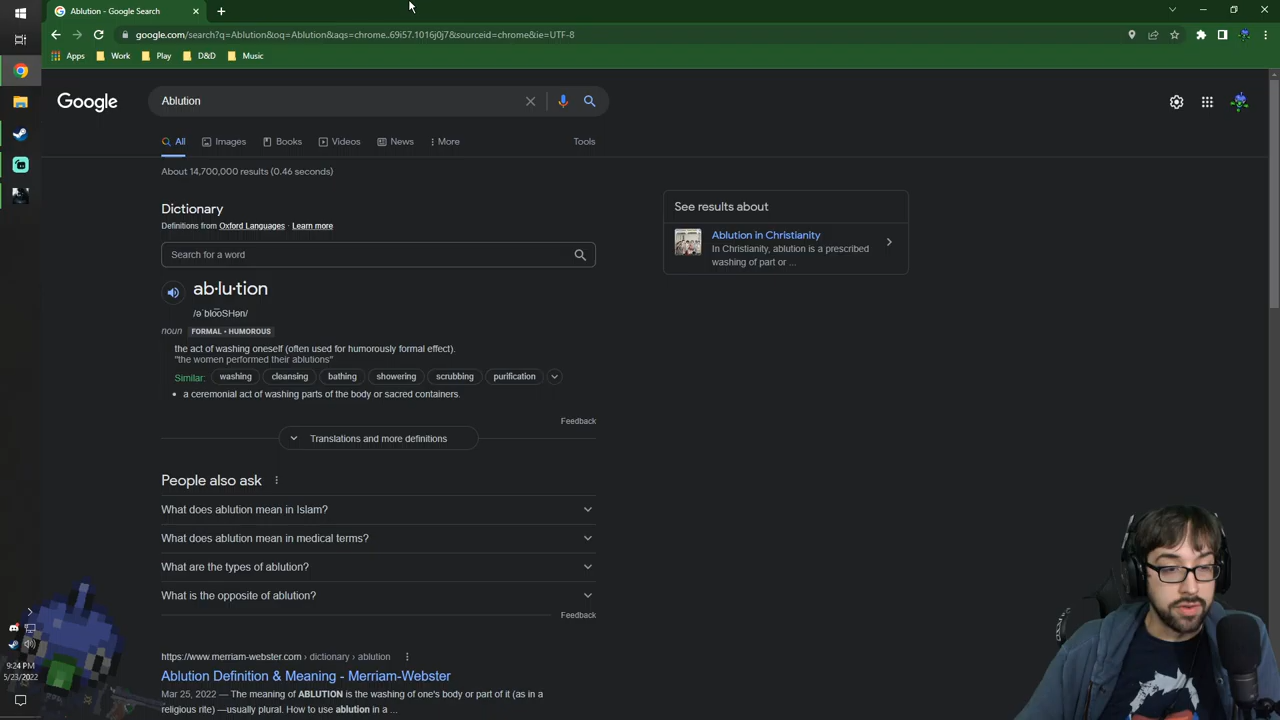 Ablution - Google Search
google.com/search?q=Ablution&oq=Ablution&aqs=chrome..69i57.1016j0j7&sourceid=chrome&ie=UTF-8
Apps Work Play D&D Music
Google
Ablution
All Images Books Videos News More Tools
About 14,700,000 results (0.46 seconds)
Dictionary
Definitions from Oxford Languages · Learn more
Search for a word
ab·lu·tion
/əˈblo͞oSHən/
noun FORMAL • HUMOROUS
the act of washing oneself (often used for humorously formal effect).
"the women performed their ablutions"
Similar: washing cleansing bathing showering scrubbing purification
• a ceremonial act of washing parts of the body or sacred containers.
Feedback
Translations and more definitions
People also ask
What does ablution mean in Islam?
What does ablution mean in medical terms?
What are the types of ablution?
What is the opposite of ablution?
Feedback
https://www.merriam-webster.com › dictionary › ablution
Ablution Definition & Meaning - Merriam-Webster
Mar 25, 2022 — The meaning of ABLUTION is the washing of one's body or part of it (as in a
religious rite) —usually plural. How to use ablution in a ...
See results about
Ablution in Christianity
In Christianity, ablution is a prescribed
washing of part or ...
9:24 PM
5/23/2022